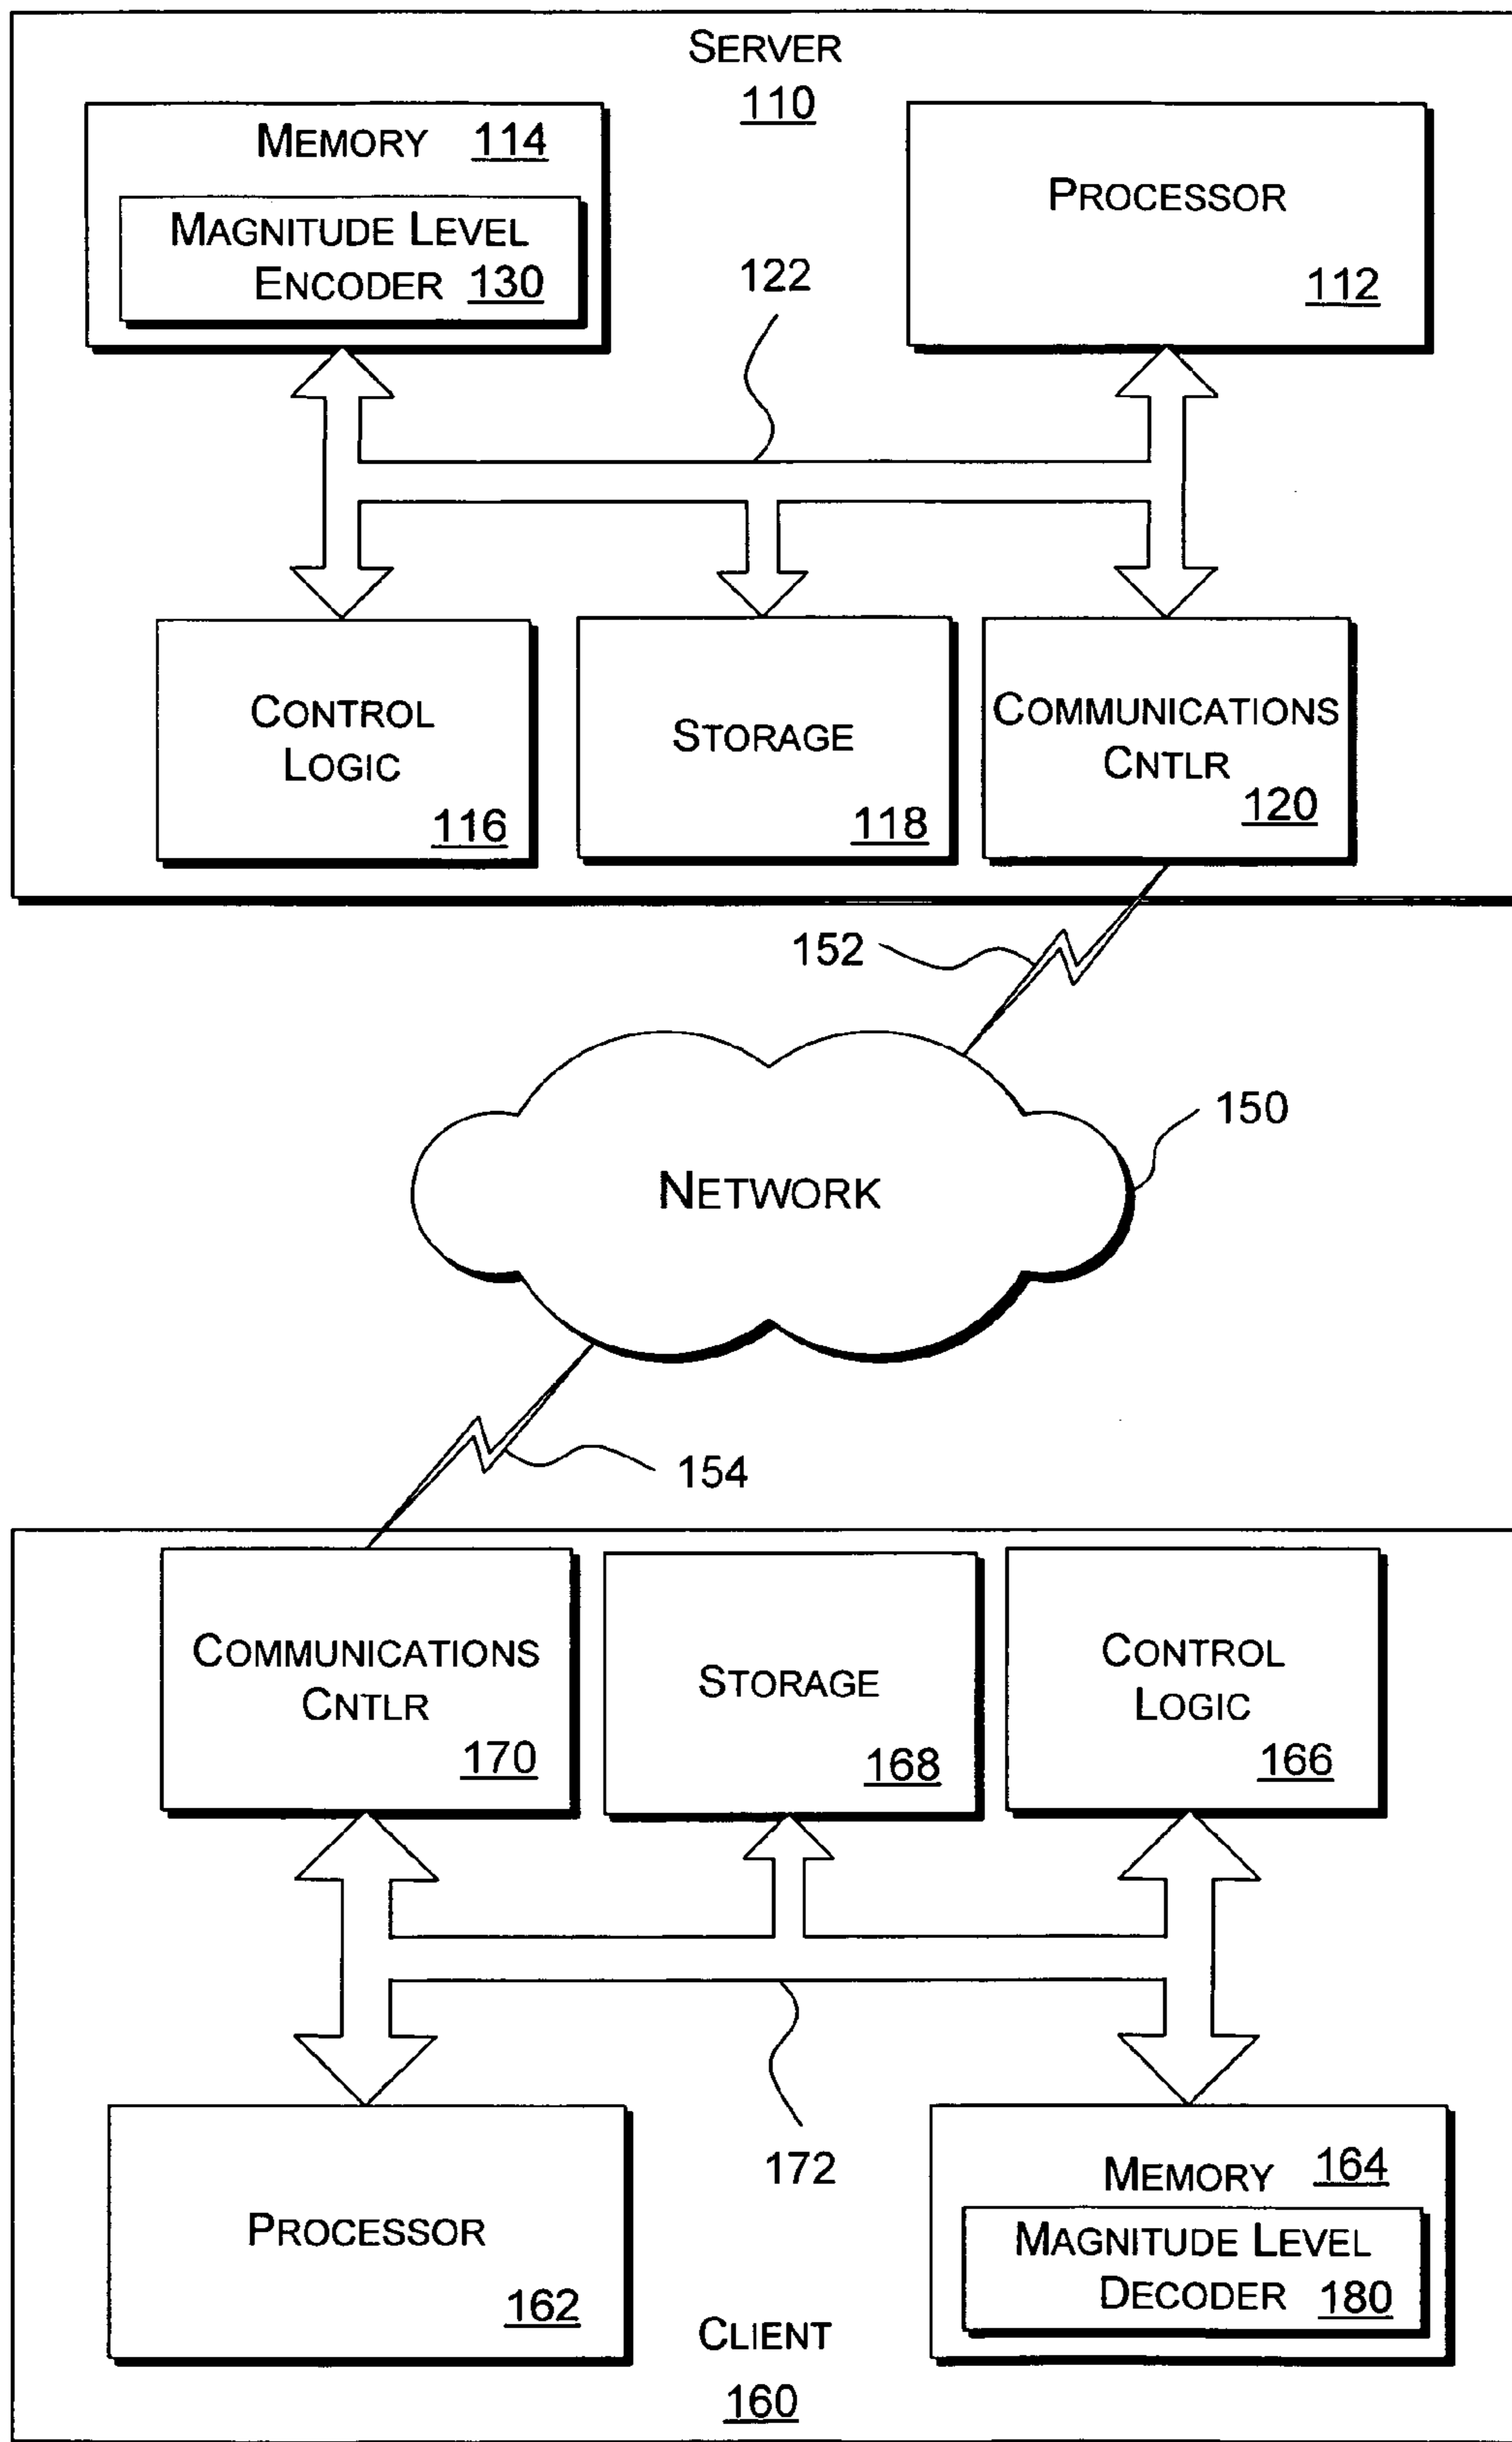 SERVER
110
MEMORY 114
MAGNITUDE LEVEL
ENCODER 130
PROCESSOR
112
122
CONTROL
LOGIC
116
STORAGE
118
COMMUNICATIONS
CNTLR
120
152
150
NETWORK
154
COMMUNICATIONS
CNTLR
170
STORAGE
168
CONTROL
LOGIC
166
172
PROCESSOR
162
MEMORY 164
MAGNITUDE LEVEL
DECODER 180
CLIENT
160